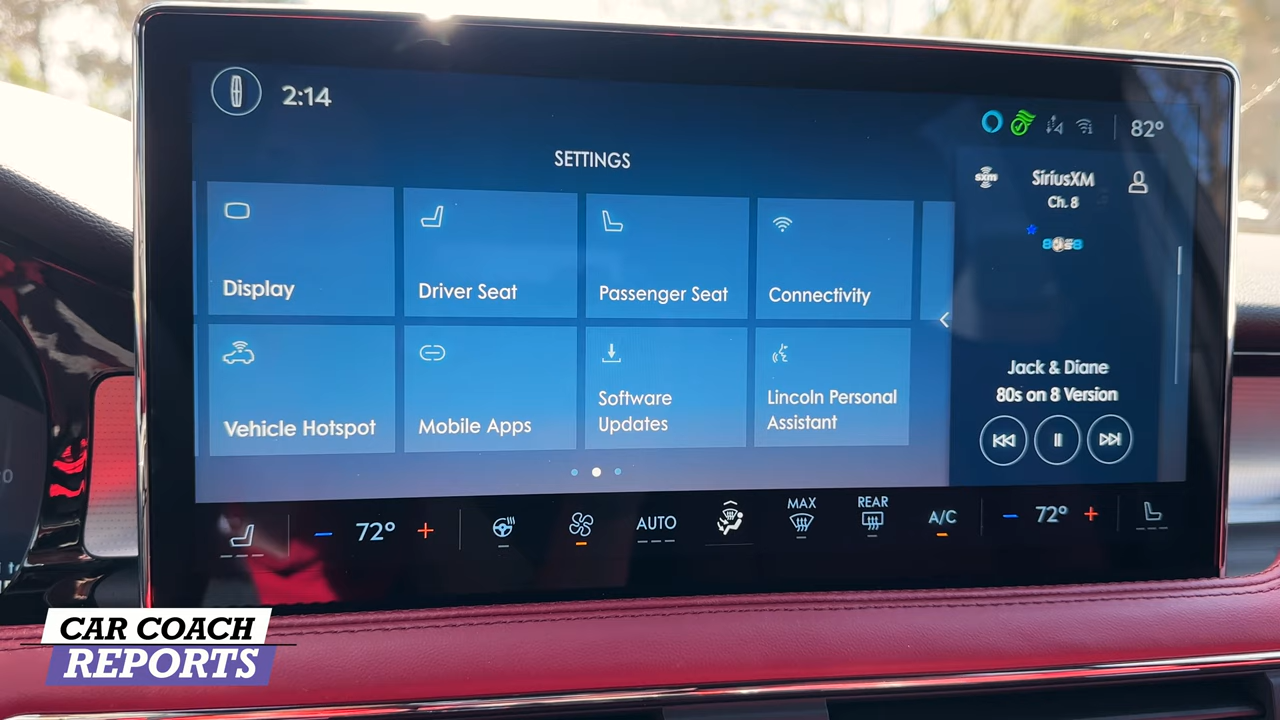 2:14
82°
SETTINGS
sxm
SiriusXM
Ch. 8
Display
Driver Seat
Passenger Seat
Connectivity
Vehicle Hotspot
Mobile Apps
Software
Updates
Lincoln Personal
Assistant
Jack & Diane
80s on 8 Version
72°
AUTO
MAX
REAR
A/C
72°
CAR COACH
REPORTS